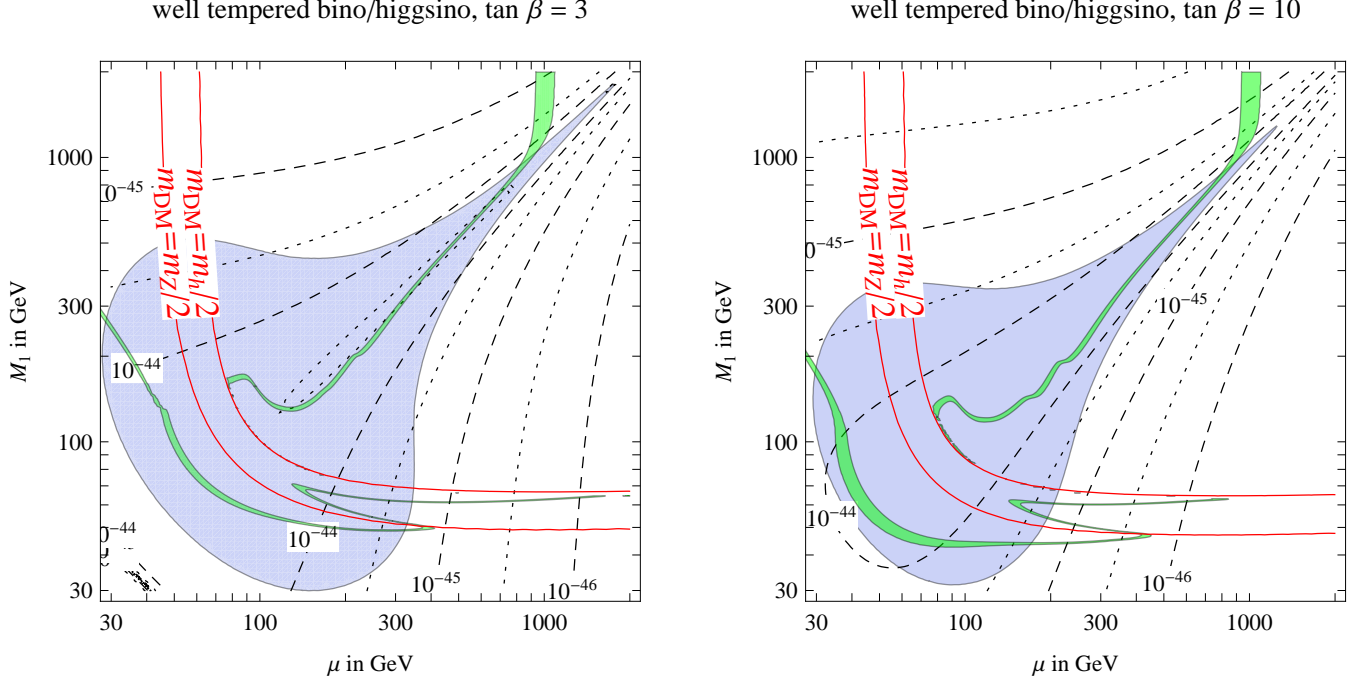 well tempered bino/higgsino, tan β = 3
1000
300
100
30
M₁ in GeV
0⁻⁴⁵
m_DM=m_Z/2
m_DM=m_h/2
10⁻⁴⁴
10⁻⁴⁴
0⁻⁴⁴
10⁻⁴⁵
10⁻⁴⁶
30
100
300
1000
μ in GeV
well tempered bino/higgsino, tan β = 10
1000
300
100
30
M₁ in GeV
0⁻⁴⁵
m_DM=m_Z/2
m_DM=m_h/2
10⁻⁴⁵
10⁻⁴⁴
10⁻⁴⁶
30
100
300
1000
μ in GeV